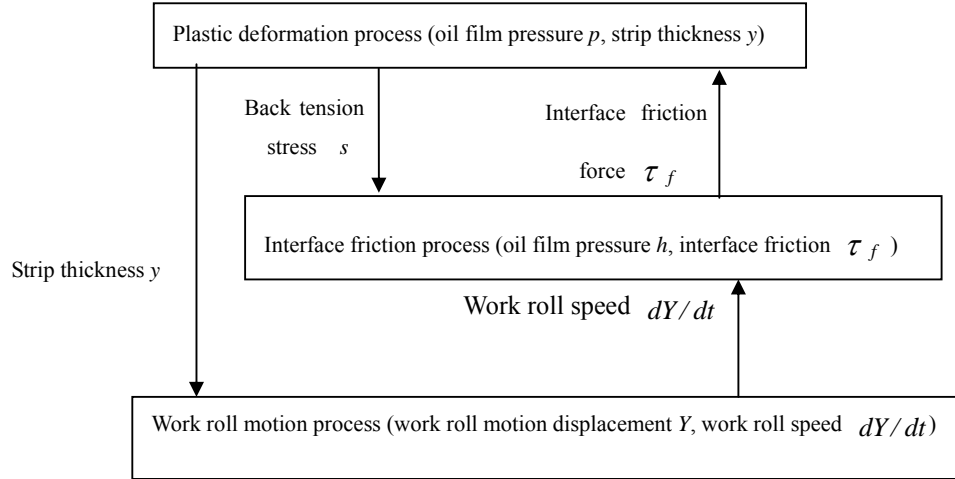 Plastic deformation process (oil film pressure p, strip thickness y)
Back tension
stress s
Interface friction
force τ f
Interface friction process (oil film pressure h, interface friction τ f )
Strip thickness y
Work roll speed dY/dt
Work roll motion process (work roll motion displacement Y, work roll speed dY/dt)